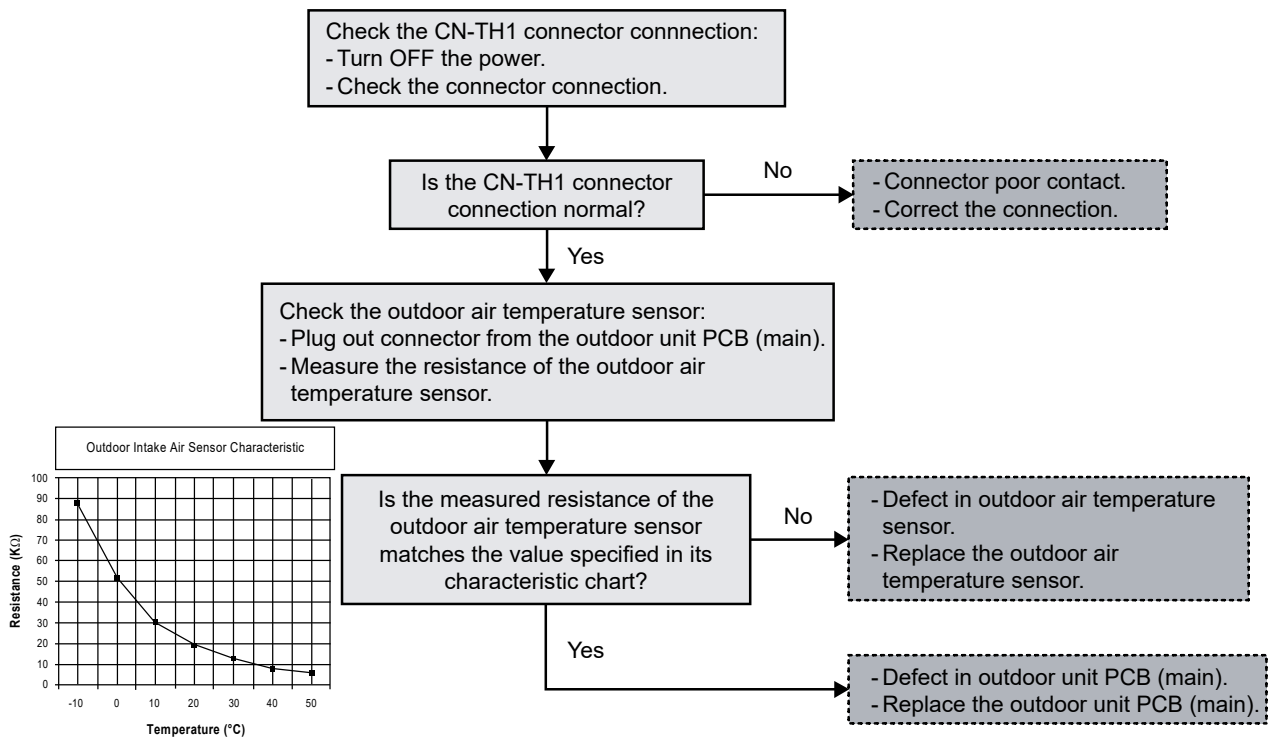 Check the CN-TH1 connector connnection:
- Turn OFF the power.
- Check the connector connection.
Is the CN-TH1 connector
connection normal?
No
- Connector poor contact.
- Correct the connection.
Yes
Check the outdoor air temperature sensor:
- Plug out connector from the outdoor unit PCB (main).
- Measure the resistance of the outdoor air
temperature sensor.
Outdoor Intake Air Sensor Characteristic
100
90
80
70
60
50
40
30
20
10
0
Resistance (KΩ)
-10 0 10 20 30 40 50
Temperature (°C)
Is the measured resistance of the
outdoor air temperature sensor
matches the value specified in its
characteristic chart?
No
- Defect in outdoor air temperature
sensor.
- Replace the outdoor air
temperature sensor.
Yes
- Defect in outdoor unit PCB (main).
- Replace the outdoor unit PCB (main).